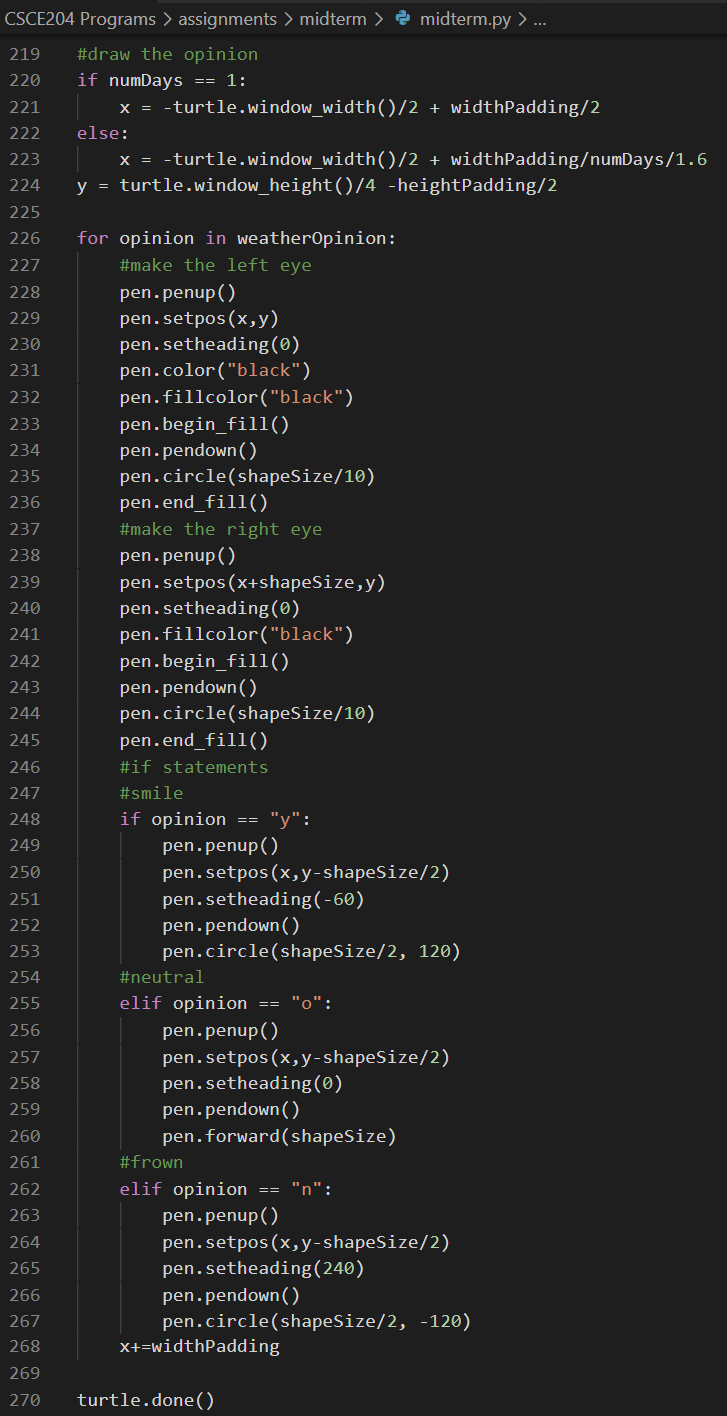 CSCE204 Programs > assignments > midterm > midterm.py > ...
219 #draw the opinion
220 if numDays == 1:
221     x = -turtle.window_width()/2 + widthPadding/2
222 else:
223     x = -turtle.window_width()/2 + widthPadding/numDays/1.6
224 y = turtle.window_height()/4 -heightPadding/2
225
226 for opinion in weatherOpinion:
227     #make the left eye
228     pen.penup()
229     pen.setpos(x,y)
230     pen.setheading(0)
231     pen.color("black")
232     pen.fillcolor("black")
233     pen.begin_fill()
234     pen.pendown()
235     pen.circle(shapeSize/10)
236     pen.end_fill()
237     #make the right eye
238     pen.penup()
239     pen.setpos(x+shapeSize,y)
240     pen.setheading(0)
241     pen.fillcolor("black")
242     pen.begin_fill()
243     pen.pendown()
244     pen.circle(shapeSize/10)
245     pen.end_fill()
246     #if statements
247     #smile
248     if opinion == "y":
249         pen.penup()
250         pen.setpos(x,y-shapeSize/2)
251         pen.setheading(-60)
252         pen.pendown()
253         pen.circle(shapeSize/2, 120)
254     #neutral
255     elif opinion == "o":
256         pen.penup()
257         pen.setpos(x,y-shapeSize/2)
258         pen.setheading(0)
259         pen.pendown()
260         pen.forward(shapeSize)
261     #frown
262     elif opinion == "n":
263         pen.penup()
264         pen.setpos(x,y-shapeSize/2)
265         pen.setheading(240)
266         pen.pendown()
267         pen.circle(shapeSize/2, -120)
268     x+=widthPadding
269
270 turtle.done()